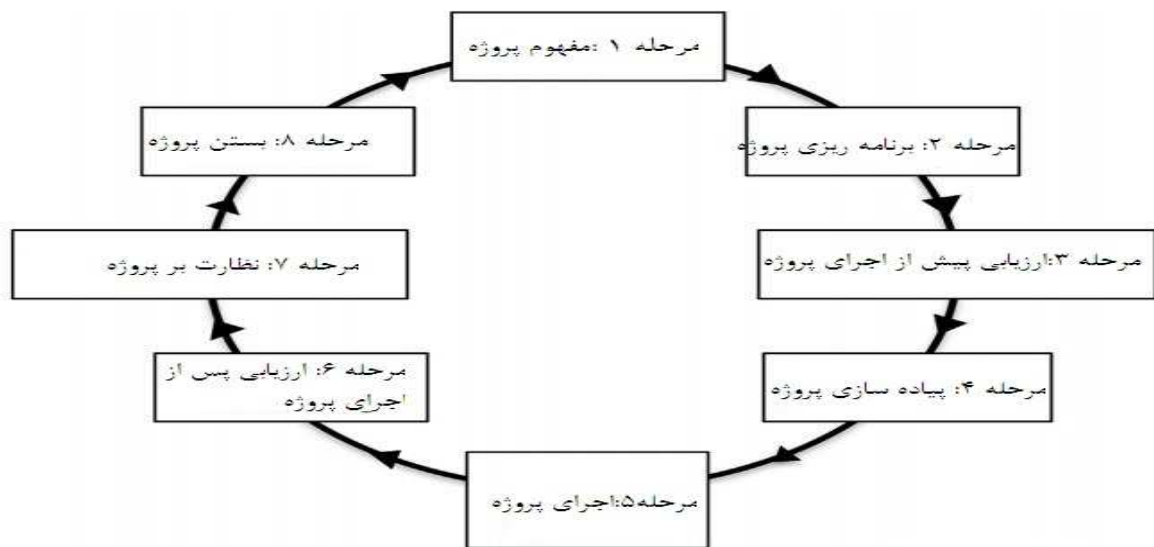 مرحله ۱ :مفهوم پروژه
مرحله ۲: برنامه ریزی پروژه
مرحله ۳:ارزیابی پیش از اجرای پروژه
مرحله ۴: پیاده سازی پروژه
مرحله۵:اجرای پروژه
مرحله ۶: ارزیابی پس از
اجرای پروژه
مرحله ۷: نظارت بر پروژه
مرحله ۸: بستن پروژه